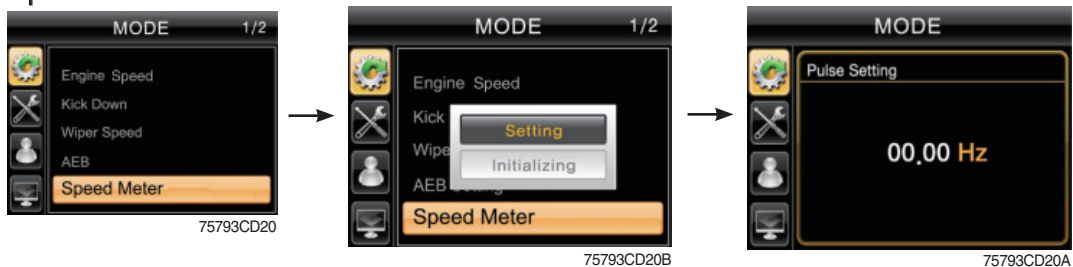 MODE 1/2
Engine Speed
Kick Down
Wiper Speed
AEB
Speed Meter
75793CD20
MODE 1/2
Engine Speed
Kick
Wipe
AEB
Speed Meter
Setting
Initializing
75793CD20B
MODE
Pulse Setting
00.00 Hz
75793CD20A